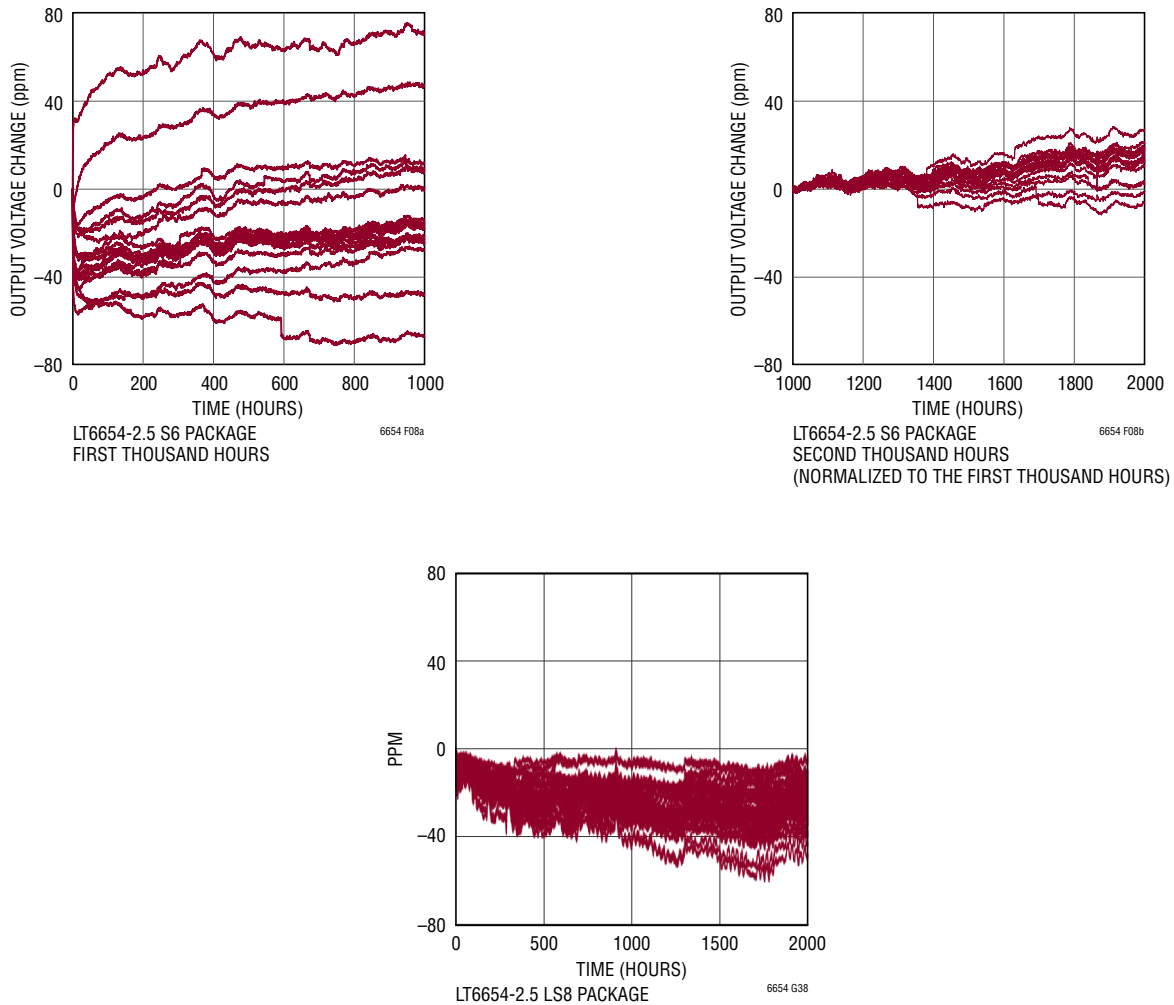 OUTPUT VOLTAGE CHANGE (ppm)
80
40
0
–40
–80
0 200 400 600 800 1000
TIME (HOURS)
LT6654-2.5 S6 PACKAGE
FIRST THOUSAND HOURS
6654 F08a
OUTPUT VOLTAGE CHANGE (ppm)
80
40
0
–40
–80
1000 1200 1400 1600 1800 2000
TIME (HOURS)
LT6654-2.5 S6 PACKAGE
SECOND THOUSAND HOURS
(NORMALIZED TO THE FIRST THOUSAND HOURS)
6654 F08b
PPM
80
40
0
–40
–80
0 500 1000 1500 2000
TIME (HOURS)
LT6654-2.5 LS8 PACKAGE
6654 G38